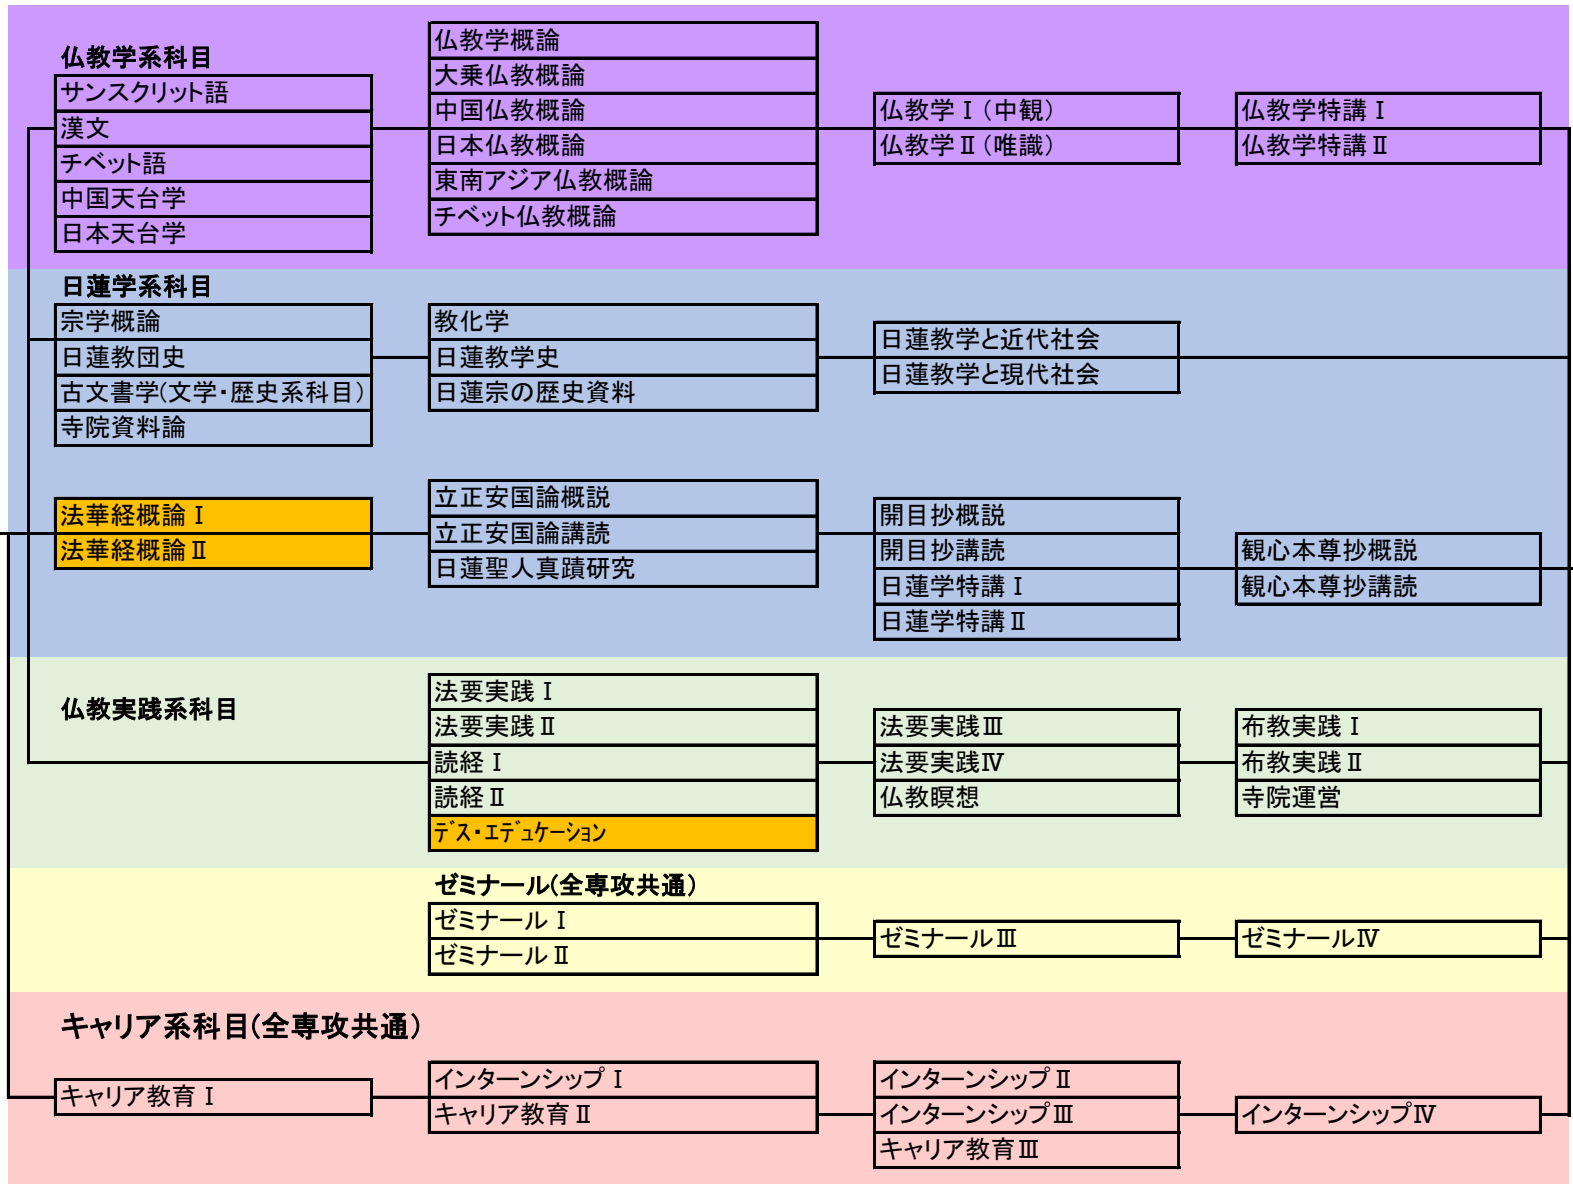 仏教学系科目
サンスクリット語
漢文
チベット語
中国天台学
日本天台学
仏教学概論
大乗仏教概論
中国仏教概論
日本仏教概論
東南アジア仏教概論
チベット仏教概論
仏教学Ⅰ(中観)
仏教学Ⅱ(唯識)
仏教学特講Ⅰ
仏教学特講Ⅱ
日蓮学系科目
宗学概論
日蓮教団史
古文書学(文学・歴史系科目)
寺院資料論
教化学
日蓮教学史
日蓮宗の歴史資料
日蓮教学と近代社会
日蓮教学と現代社会
法華経概論Ⅰ
法華経概論Ⅱ
立正安国論概説
立正安国論講読
日蓮聖人真蹟研究
開目抄概説
開目抄講読
日蓮学特講Ⅰ
日蓮学特講Ⅱ
観心本尊抄概説
観心本尊抄講読
仏教実践系科目
法要実践Ⅰ
法要実践Ⅱ
読経Ⅰ
読経Ⅱ
デス・エデュケーション
法要実践Ⅲ
法要実践Ⅳ
仏教瞑想
布教実践Ⅰ
布教実践Ⅱ
寺院運営
ゼミナール(全専攻共通)
ゼミナールⅠ
ゼミナールⅡ
ゼミナールⅢ
ゼミナールⅣ
キャリア系科目(全専攻共通)
キャリア教育Ⅰ
インターンシップⅠ
キャリア教育Ⅱ
インターンシップⅡ
インターンシップⅢ
キャリア教育Ⅲ
インターンシップⅣ